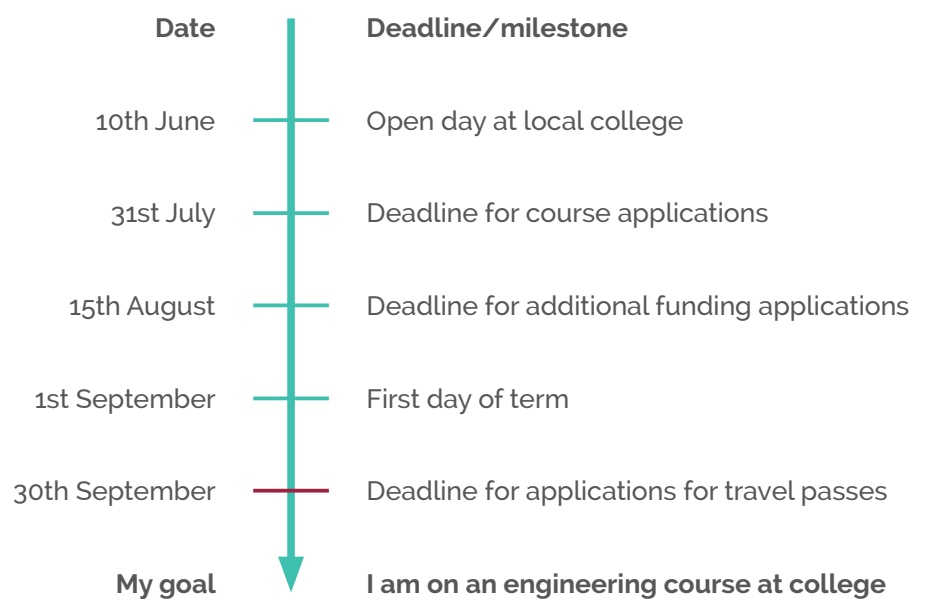 Date Deadline/milestone
10th June Open day at local college
31st July Deadline for course applications
15th August Deadline for additional funding applications
1st September First day of term
30th September Deadline for applications for travel passes
My goal I am on an engineering course at college